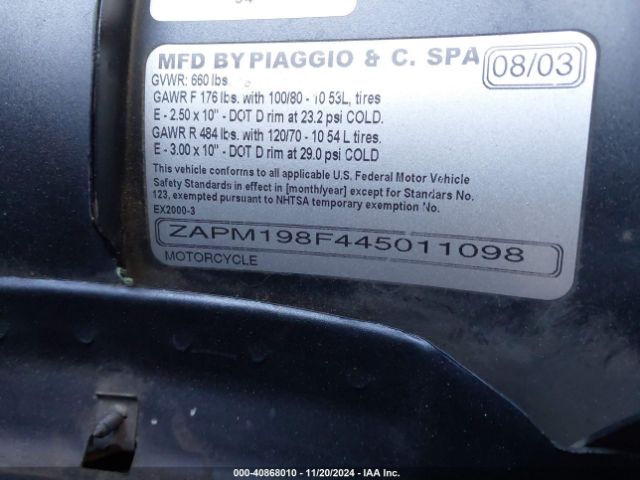 MFD BY PIAGGIO & C. SPA 08/03
GVWR: 660 lbs.
GAWR F 176 lbs. with 100/80 - 10 53L, tires
E - 2.50 x 10" - DOT D rim at 23.2 psi COLD.
GAWR R 484 lbs. with 120/70 - 10 54 L tires.
E - 3.00 x 10" - DOT D rim at 29.0 psi COLD
This vehicle conforms to all applicable U.S. Federal Motor Vehicle
Safety Standards in effect in [month/year] except for Standars No.
123, exempted pursuant to NHTSA temporary exemption No.
EX2000-3
ZAPM198F445011098
MOTORCYCLE
000-40868010 - 11/20/2024 - IAA Inc.